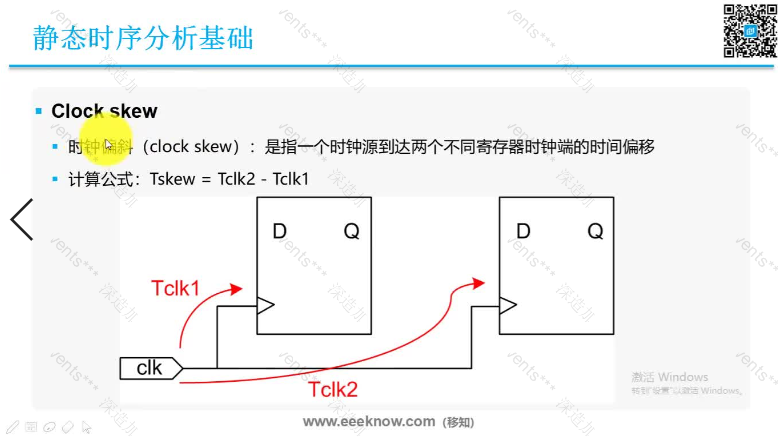 静态时序分析基础
Clock skew
时钟偏斜（clock skew）：是指一个时钟源到达两个不同寄存器时钟端的时间偏移
计算公式：Tskew = Tclk2 - Tclk1
D Q D Q
Tclk1
clk
Tclk2
激活 Windows
转到"设置"以激活 Windows。
www.eeeknow.com（移知）